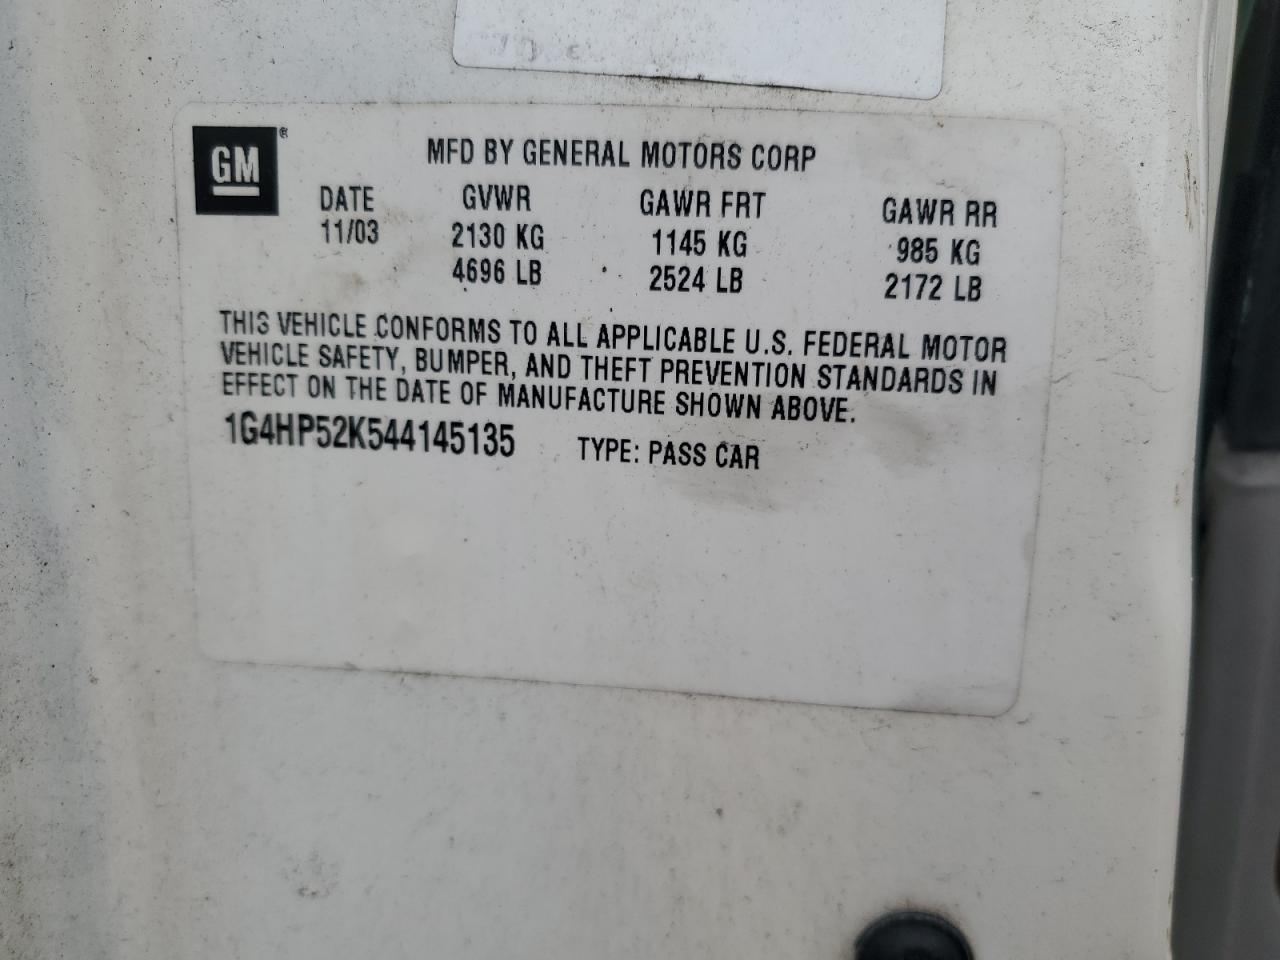 GM ®
MFD BY GENERAL MOTORS CORP
DATE GVWR GAWR FRT GAWR RR
11/03 2130 KG 1145 KG 985 KG
4696 LB 2524 LB 2172 LB
THIS VEHICLE CONFORMS TO ALL APPLICABLE U.S. FEDERAL MOTOR
VEHICLE SAFETY, BUMPER, AND THEFT PREVENTION STANDARDS IN
EFFECT ON THE DATE OF MANUFACTURE SHOWN ABOVE.
1G4HP52K544145135 TYPE: PASS CAR